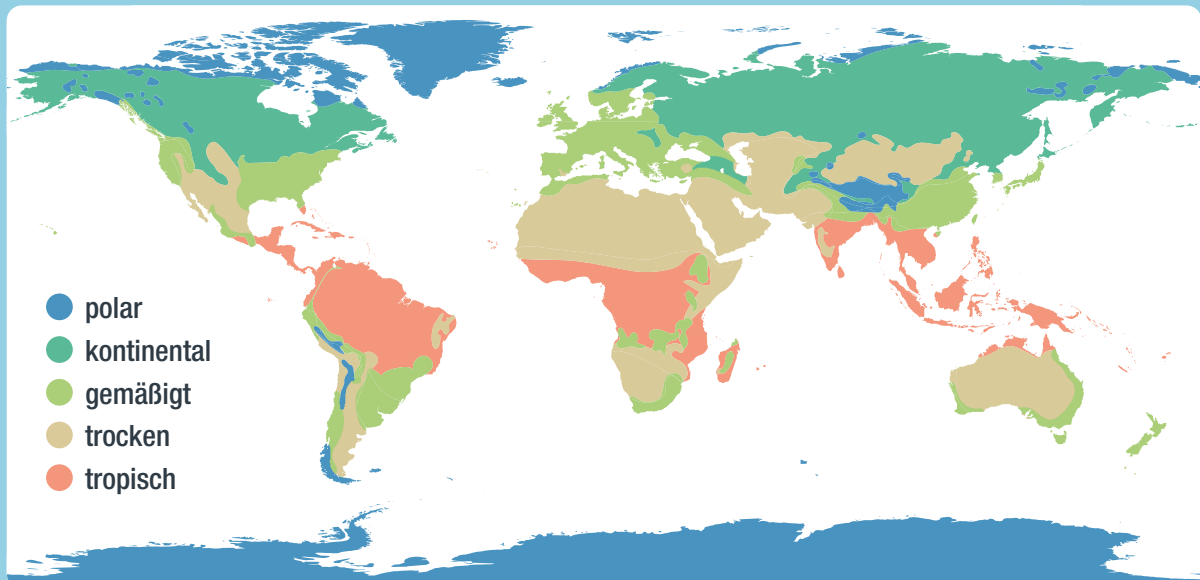 polar
kontinental
gemäßigt
trocken
tropisch